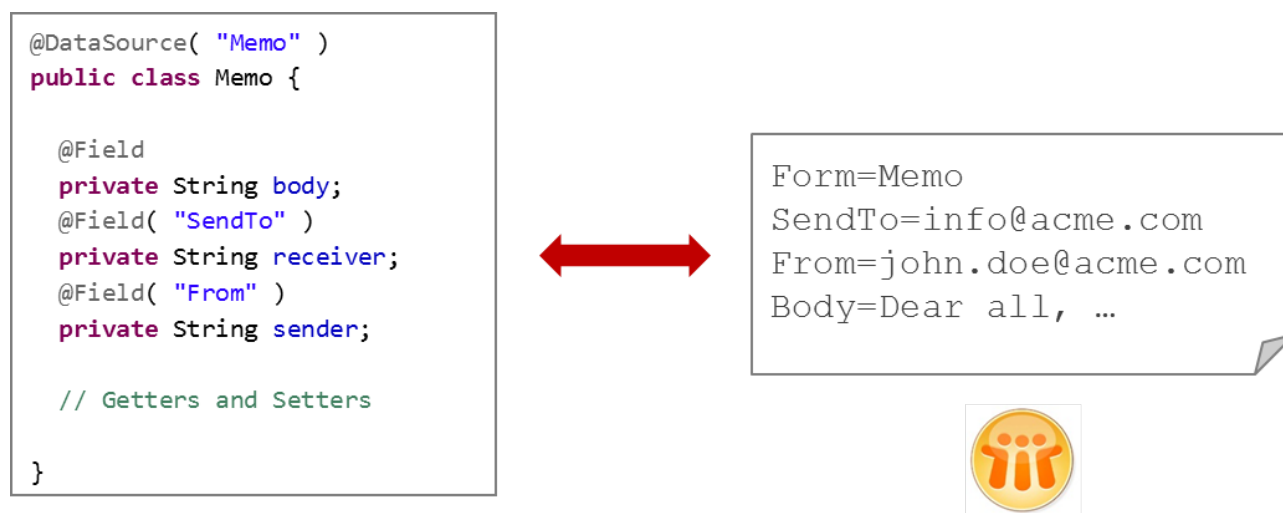 @DataSource( "Memo" )
public class Memo {
@Field
private String body;
@Field( "SendTo" )
private String receiver;
@Field( "From" )
private String sender;
// Getters and Setters
}
Form=Memo
SendTo=info@acme.com
From=john.doe@acme.com
Body=Dear all, …